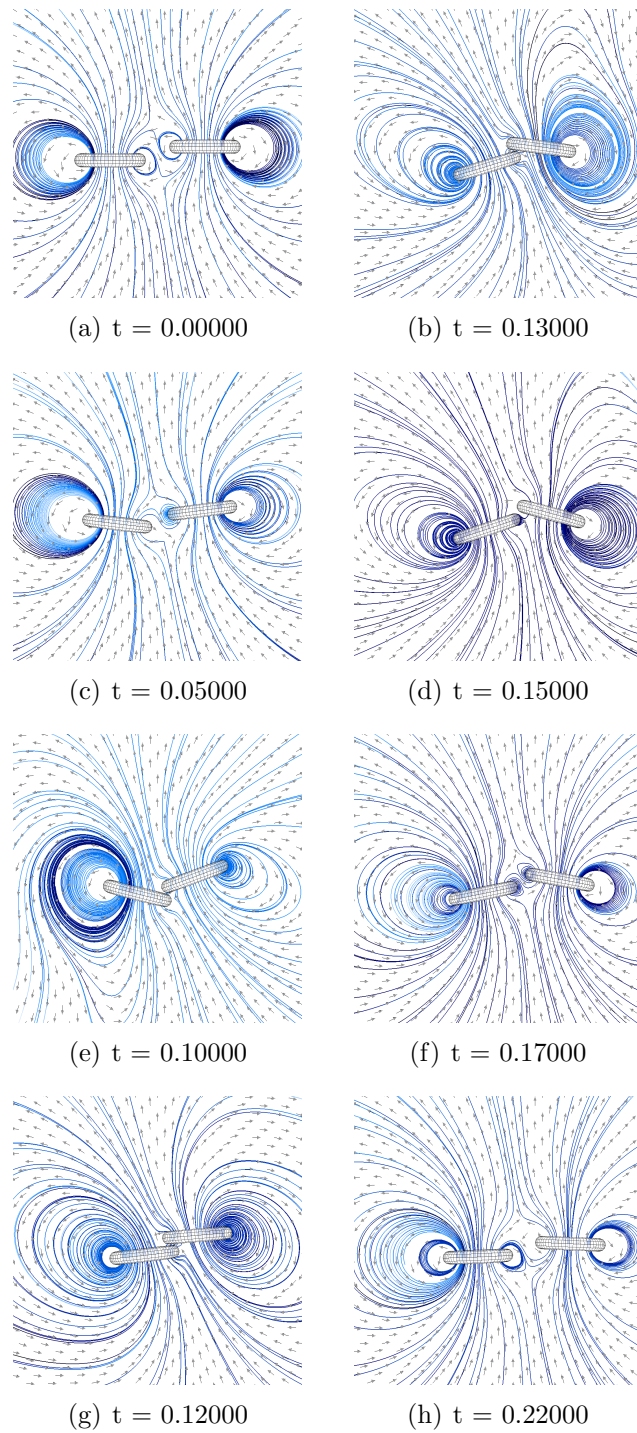 (a) t = 0.00000
(b) t = 0.13000
(c) t = 0.05000
(d) t = 0.15000
(e) t = 0.10000
(f) t = 0.17000
(g) t = 0.12000
(h) t = 0.22000